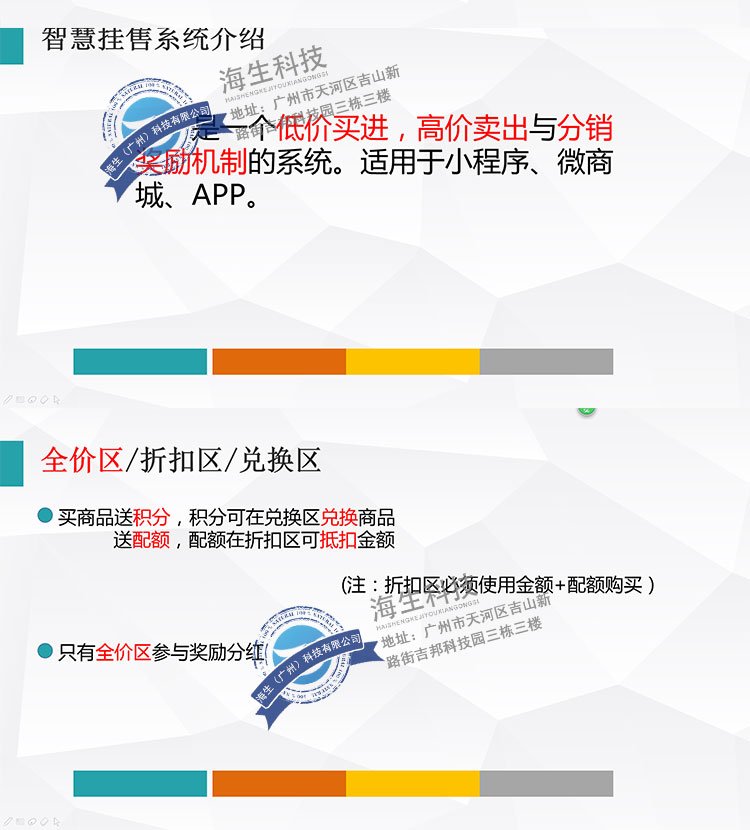 智慧挂售系统介绍
海生科技
HAISHENGKEJIYOUXIANGONGSI
地址：广州市天河区吉山新
路街吉邦科技园三栋三楼
海生（广州）科技有限公司
是一个低价买进，高价卖出与分销
奖励机制的系统。适用于小程序、微商
城、APP。
全价区/折扣区/兑换区
买商品送积分，积分可在兑换区兑换商品
送配额，配额在折扣区可抵扣金额
(注：折扣区必须使用金额+配额购买）
海生科技
HAISHENGKEJIYOUXIANGONGSI
地址：广州市天河区吉山新
路街吉邦科技园三栋三楼
只有全价区参与奖励分红
海生（广州）科技有限公司